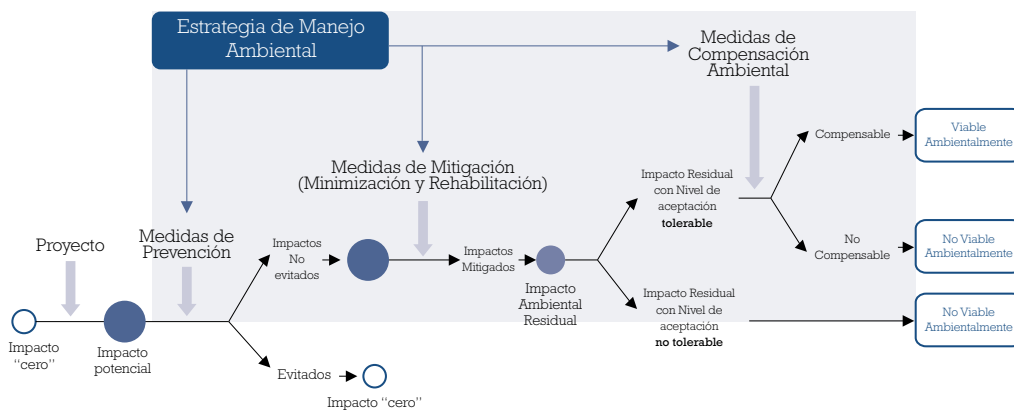 Estrategia de Manejo
Ambiental
Medidas de
Compensación
Ambiental
Compensable
Viable
Ambientalmente
Medidas de Mitigación
(Minimización y Rehabilitación)
Impacto Residual
con Nivel de
aceptación
tolerable
Proyecto
Medidas de
Prevención
Impactos
No
evitados
Impactos
Mitigados
No
Compensable
No Viable
Ambientalmente
Impacto
Ambiental
Residual
Impacto Residual
con Nivel de
aceptación
no tolerable
No Viable
Ambientalmente
Impacto
“cero”
Impacto
potencial
Evitados
Impacto “cero”